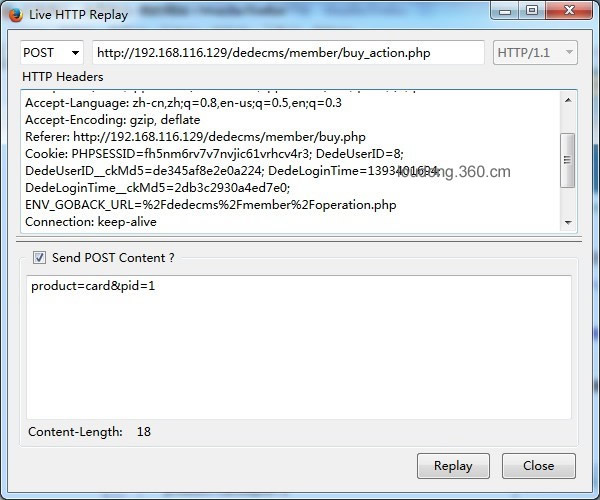 Live HTTP Replay
POST http://192.168.116.129/dedecms/member/buy_action.php HTTP/1.1
HTTP Headers
Accept-Language: zh-cn,zh;q=0.8,en-us;q=0.5,en;q=0.3
Accept-Encoding: gzip, deflate
Referer: http://192.168.116.129/dedecms/member/buy.php
Cookie: PHPSESSID=fh5nm6rv7v7nvjic61vrhcv4r3; DedeUserID=8;
DedeUserID__ckMd5=de345af8e2e0a224; DedeLoginTime=1393401694;
loudong.360.cn
DedeLoginTime__ckMd5=2db3c2930a4ed7e0;
ENV_GOBACK_URL=%2Fdedecms%2Fmember%2Foperation.php
Connection: keep-alive
Send POST Content ?
product=card&pid=1
Content-Length: 18
Replay Close